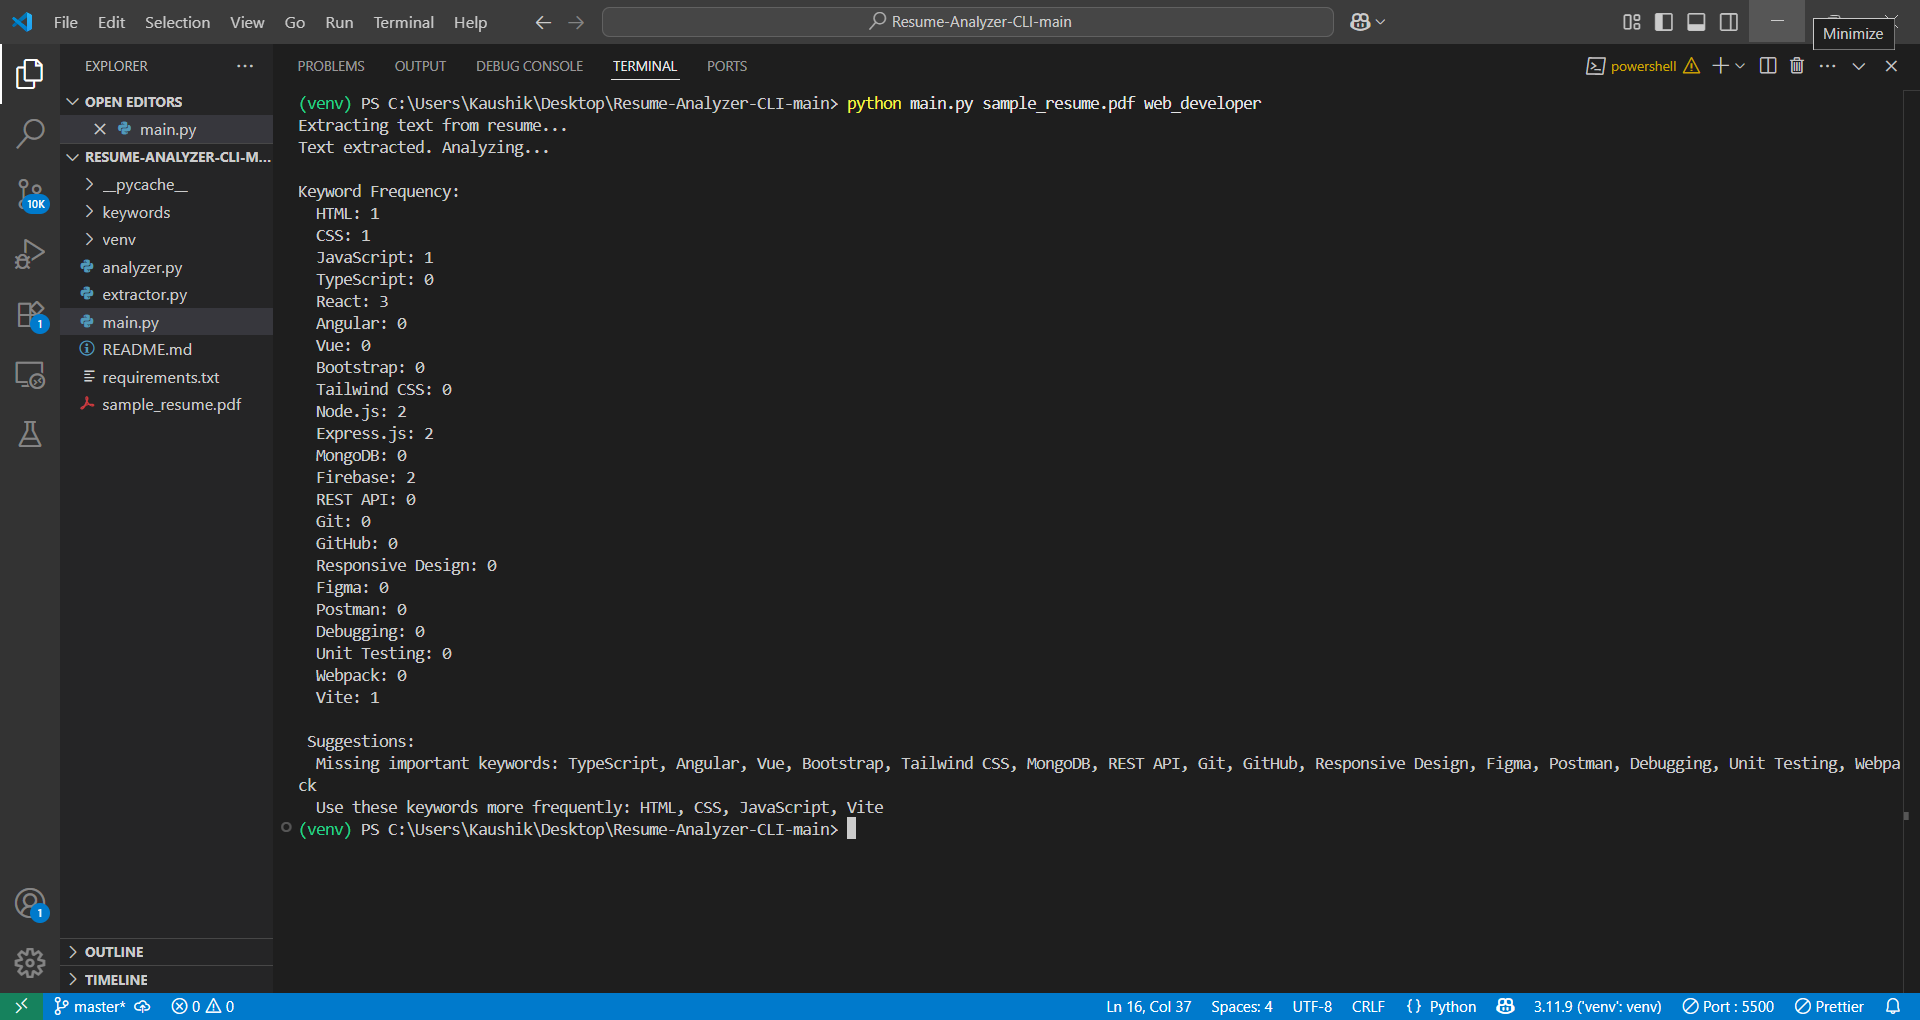 File Edit Selection View Go Run Terminal Help
Resume-Analyzer-CLI-main
Minimize
EXPLORER
OPEN EDITORS
main.py
RESUME-ANALYZER-CLI-M...
__pycache__
keywords
venv
analyzer.py
extractor.py
main.py
README.md
requirements.txt
sample_resume.pdf
OUTLINE
TIMELINE
10K
1
1
PROBLEMS OUTPUT DEBUG CONSOLE TERMINAL PORTS
powershell
(venv) PS C:\Users\Kaushik\Desktop\Resume-Analyzer-CLI-main> python main.py sample_resume.pdf web_developer
Extracting text from resume...
Text extracted. Analyzing...
Keyword Frequency:
HTML: 1
CSS: 1
JavaScript: 1
TypeScript: 0
React: 3
Angular: 0
Vue: 0
Bootstrap: 0
Tailwind CSS: 0
Node.js: 2
Express.js: 2
MongoDB: 0
Firebase: 2
REST API: 0
Git: 0
GitHub: 0
Responsive Design: 0
Figma: 0
Postman: 0
Debugging: 0
Unit Testing: 0
Webpack: 0
Vite: 1
Suggestions:
Missing important keywords: TypeScript, Angular, Vue, Bootstrap, Tailwind CSS, MongoDB, REST API, Git, GitHub, Responsive Design, Figma, Postman, Debugging, Unit Testing, Webpa
ck
Use these keywords more frequently: HTML, CSS, JavaScript, Vite
(venv) PS C:\Users\Kaushik\Desktop\Resume-Analyzer-CLI-main>
master* 0 0 Ln 16, Col 37 Spaces: 4 UTF-8 CRLF {} Python 3.11.9 ('venv': venv) Port : 5500 Prettier